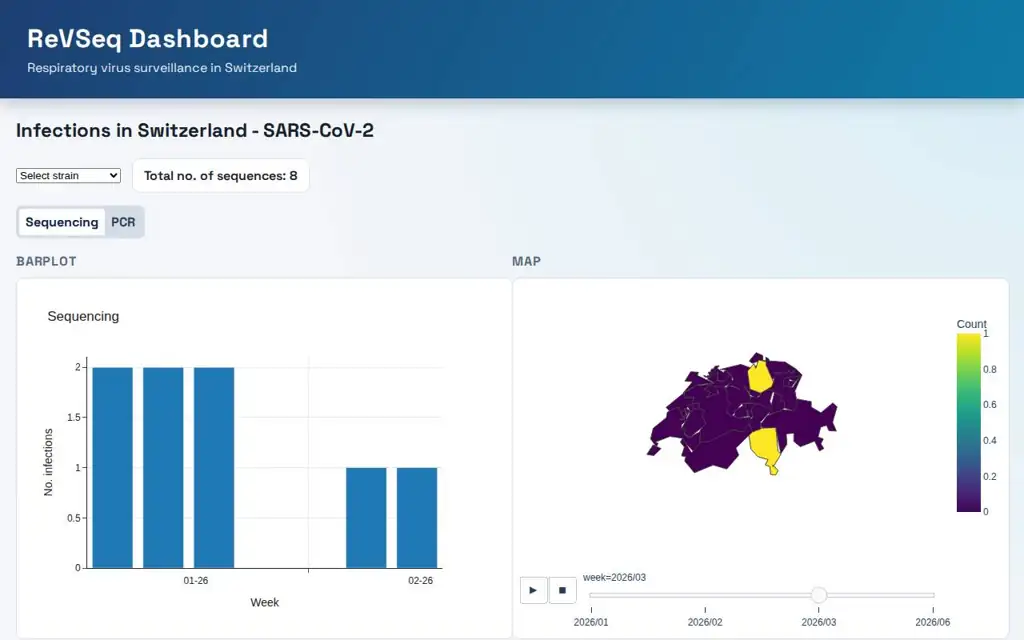 ReVSeq Dashboard
Respiratory virus surveillance in Switzerland
Infections in Switzerland - SARS-CoV-2
Select strain
Total no. of sequences: 8
Sequencing PCR
BARPLOT
Sequencing
2
1.5
1
0.5
0
No. infections
01-26 02-26
Week
MAP
Count
1
0.8
0.6
0.4
0.2
0
week=2026/03
2026/01 2026/02 2026/03 2026/06